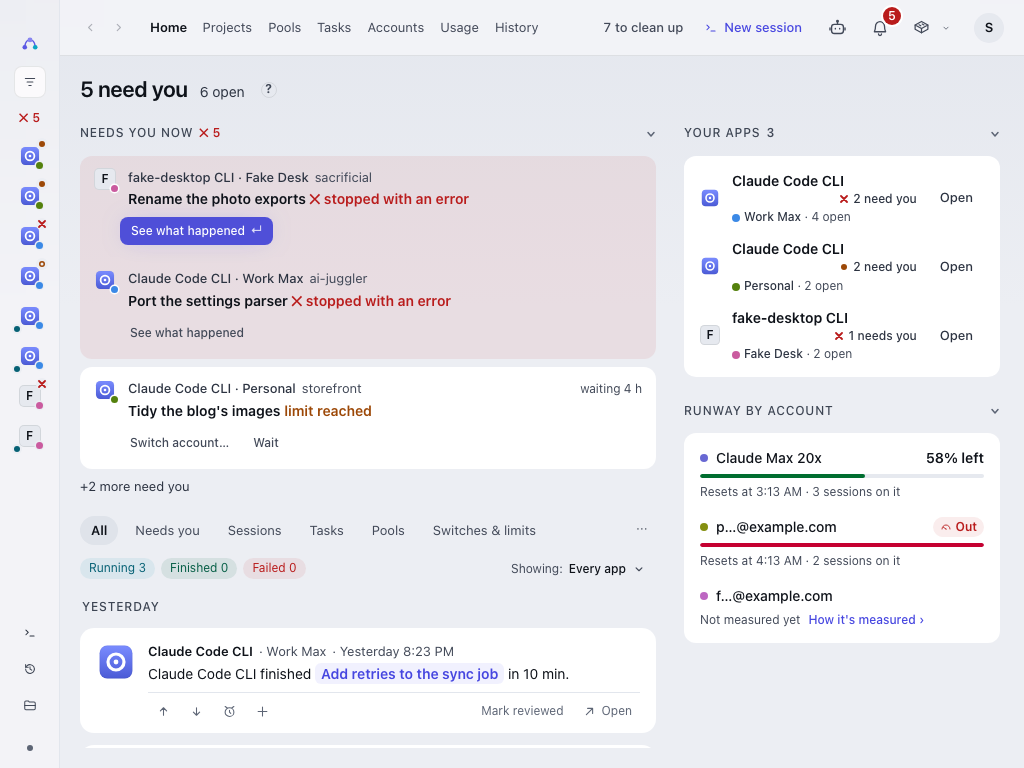 Home Projects Pools Tasks Accounts Usage History 7 to clean up New session 5 S
5 need you 6 open ?
5
NEEDS YOU NOW 5
F fake-desktop CLI · Fake Desk sacrificial
Rename the photo exports stopped with an error
See what happened
Claude Code CLI · Work Max ai-juggler
Port the settings parser stopped with an error
See what happened
Claude Code CLI · Personal storefront waiting 4 h
Tidy the blog's images limit reached
Switch account... Wait
F
F
+2 more need you
All Needs you Sessions Tasks Pools Switches & limits ...
Running 3 Finished 0 Failed 0 Showing: Every app
YESTERDAY
Claude Code CLI · Work Max · Yesterday 8:23 PM
Claude Code CLI finished Add retries to the sync job in 10 min.
Mark reviewed Open
YOUR APPS 3
Claude Code CLI
2 need you Open
Work Max · 4 open
Claude Code CLI
2 need you Open
Personal · 2 open
F fake-desktop CLI
1 needs you Open
Fake Desk · 2 open
RUNWAY BY ACCOUNT
Claude Max 20x 58% left
Resets at 3:13 AM · 3 sessions on it
p...@example.com Out
Resets at 4:13 AM · 2 sessions on it
f...@example.com
Not measured yet How it's measured ›